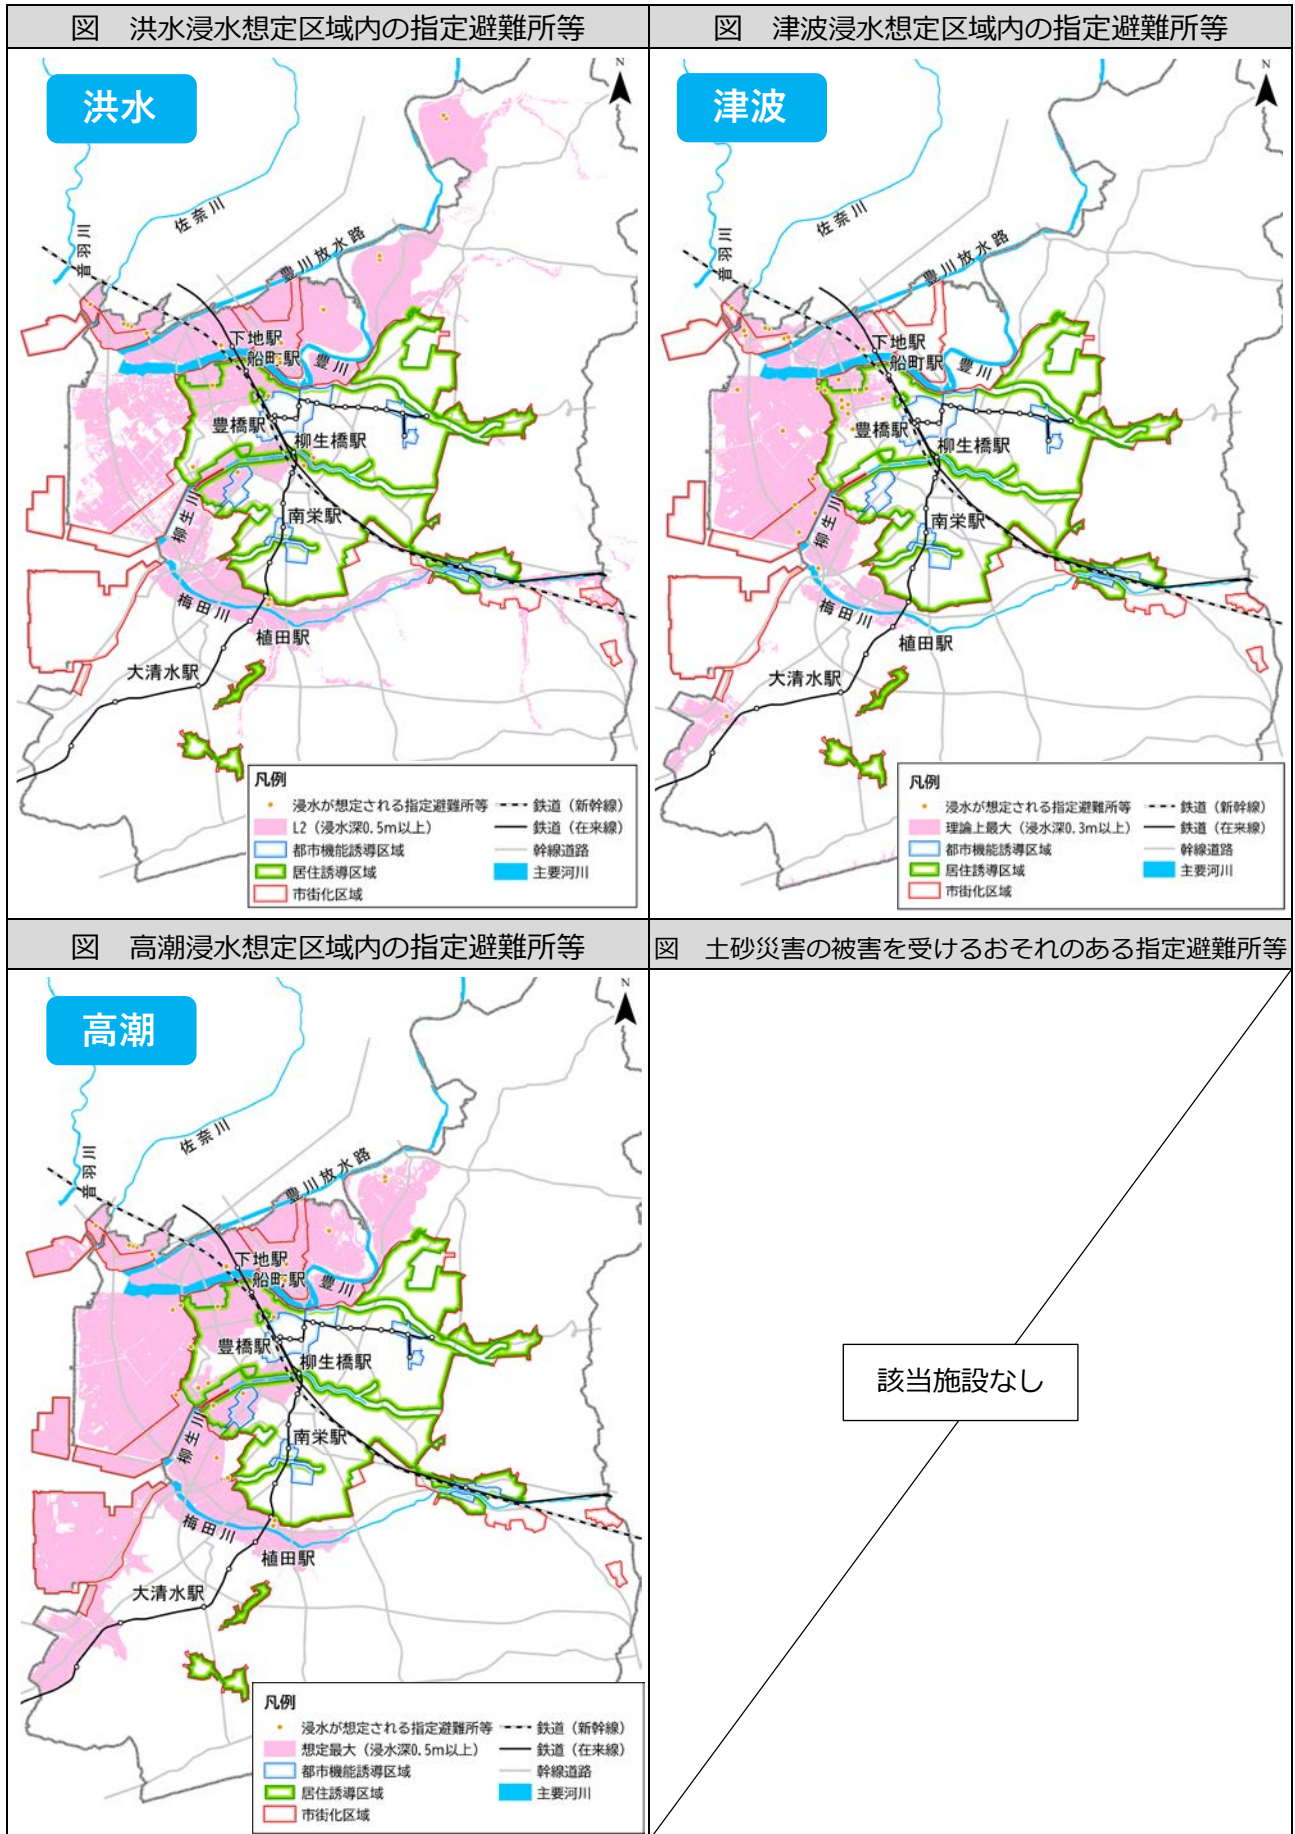 図　洪水浸水想定区域内の指定避難所等
洪水
N
音羽川
佐奈川
豊川放水路
下地駅
船町駅
豊川
豊橋駅
柳生橋駅
柳生川
南栄駅
梅田川
植田駅
大清水駅
凡例
浸水が想定される指定避難所等
L2（浸水深0.5m以上）
都市機能誘導区域
居住誘導区域
市街化区域
鉄道（新幹線）
鉄道（在来線）
幹線道路
主要河川
図　津波浸水想定区域内の指定避難所等
津波
N
音羽川
佐奈川
豊川放水路
下地駅
船町駅
豊川
豊橋駅
柳生橋駅
柳生川
南栄駅
梅田川
植田駅
大清水駅
凡例
浸水が想定される指定避難所等
理論上最大（浸水深0.3m以上）
都市機能誘導区域
居住誘導区域
市街化区域
鉄道（新幹線）
鉄道（在来線）
幹線道路
主要河川
図　高潮浸水想定区域内の指定避難所等
高潮
N
音羽川
佐奈川
豊川放水路
下地駅
船町駅
豊川
豊橋駅
柳生橋駅
柳生川
南栄駅
梅田川
植田駅
大清水駅
凡例
浸水が想定される指定避難所等
想定最大（浸水深0.5m以上）
都市機能誘導区域
居住誘導区域
市街化区域
鉄道（新幹線）
鉄道（在来線）
幹線道路
主要河川
図　土砂災害の被害を受けるおそれのある指定避難所等
該当施設なし